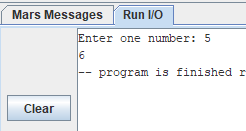 Mars Messages Run I/O
Enter one number: 5
6
-- program is finished r
Clear